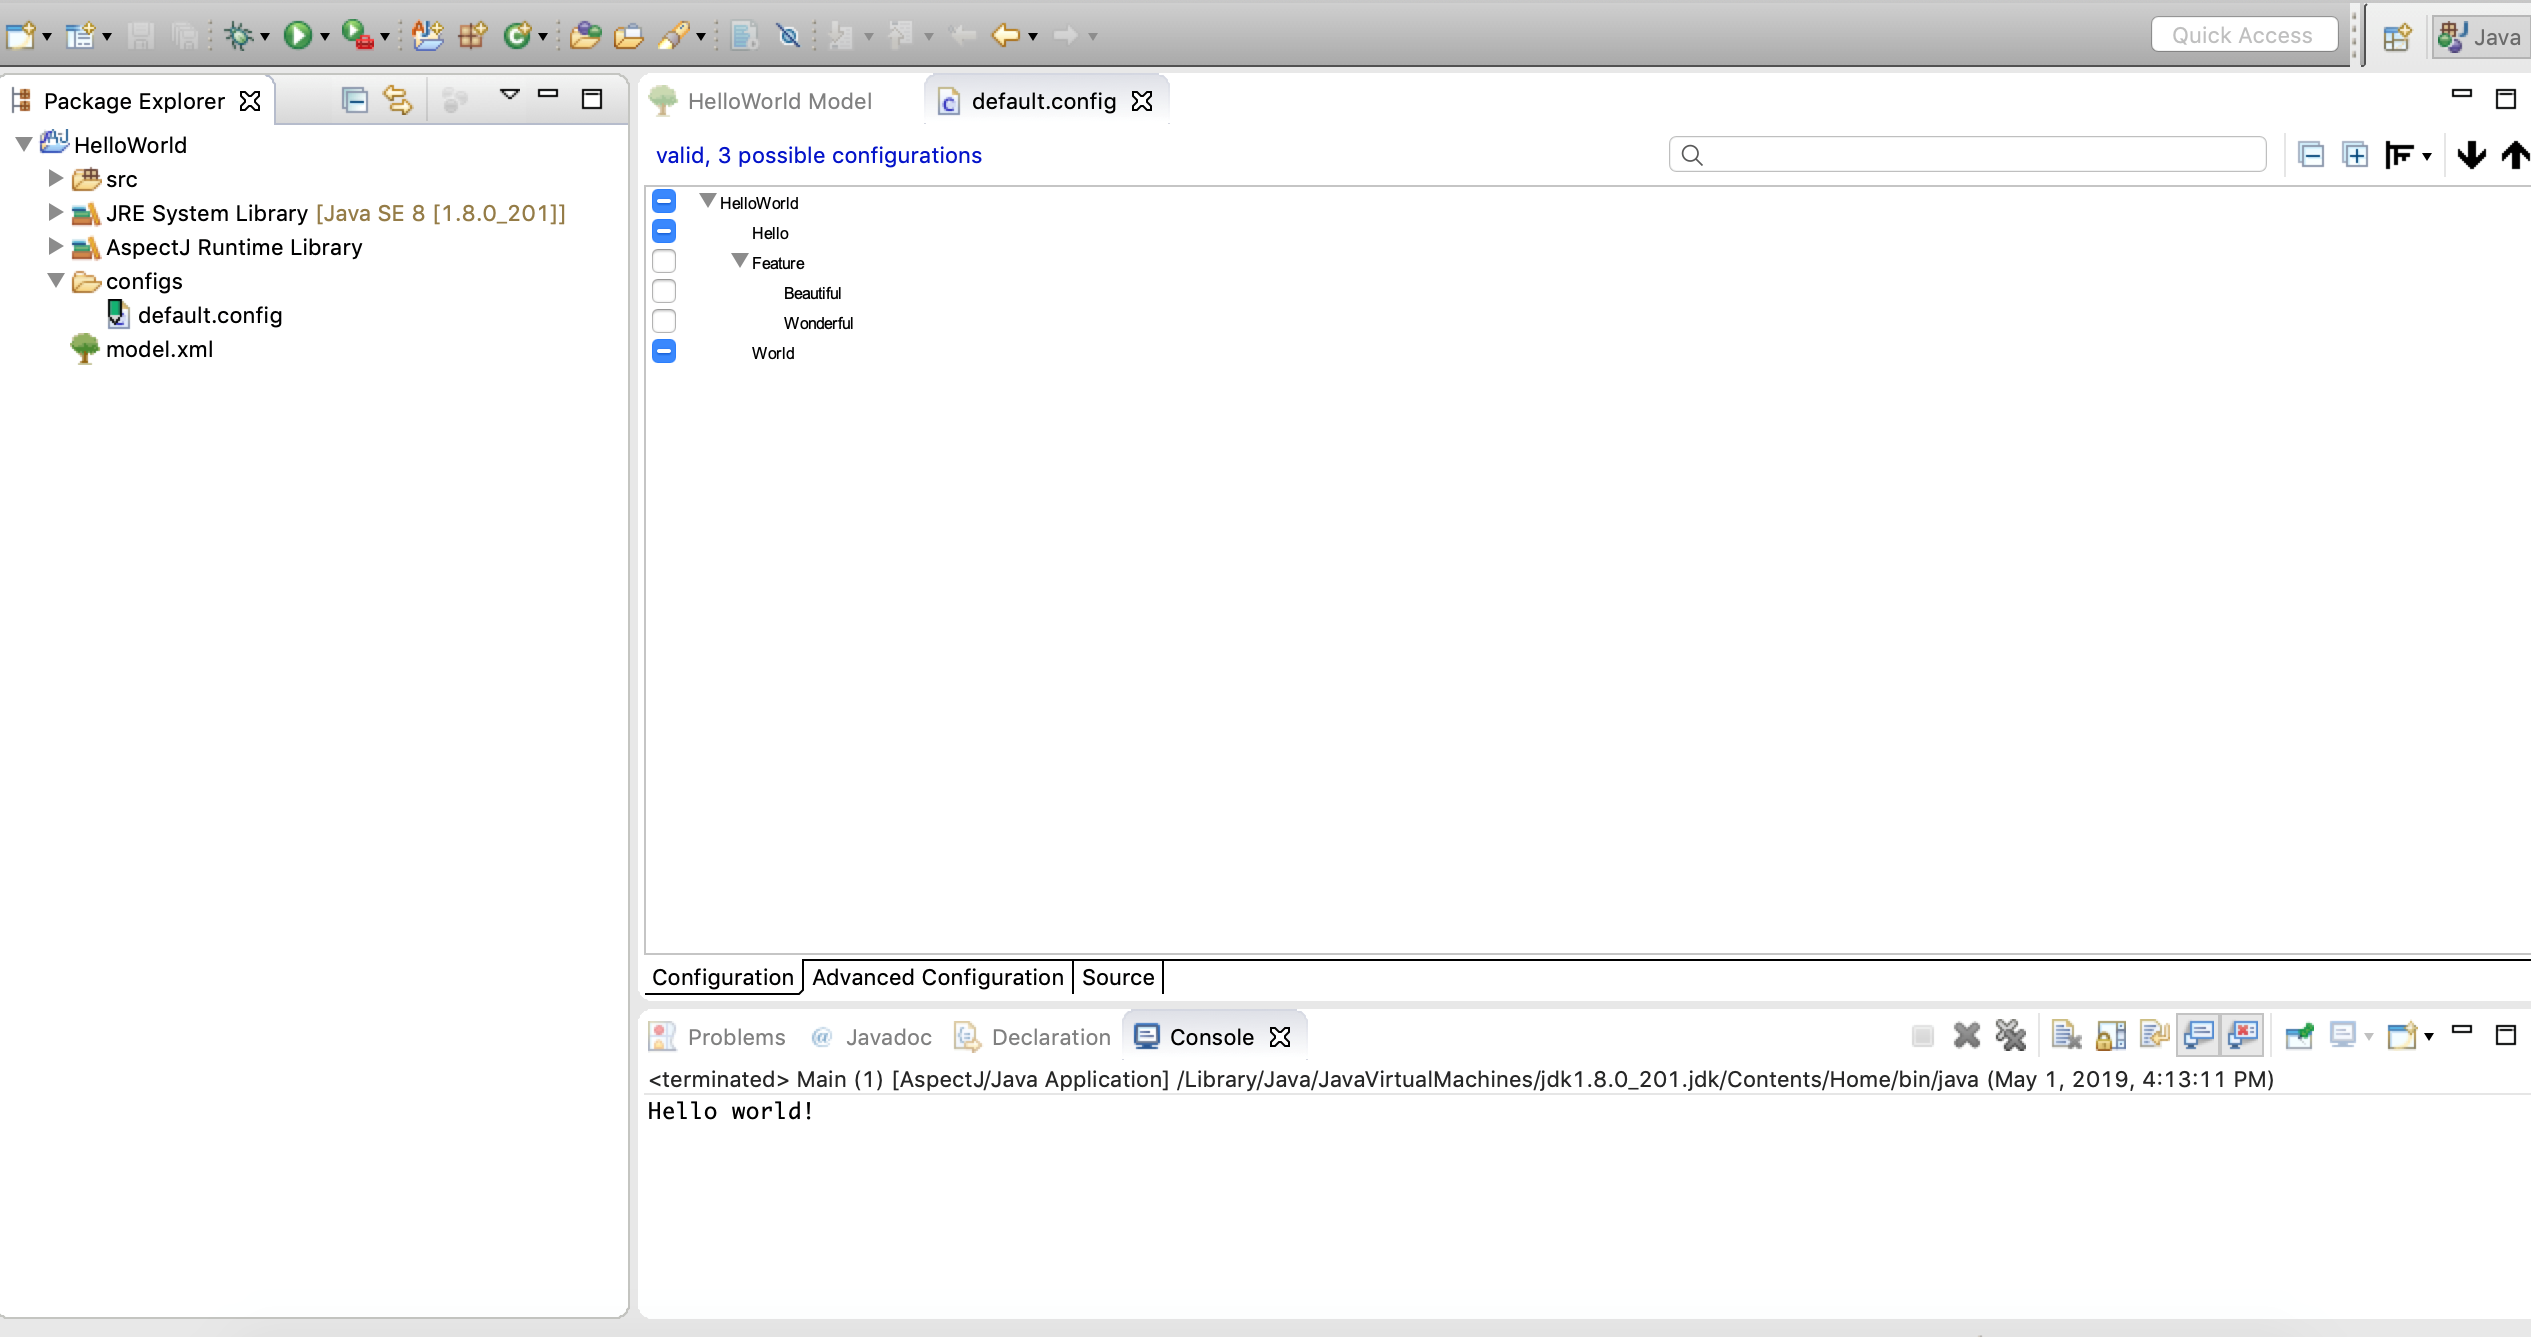 Quick Access
Java
Package Explorer
HelloWorld
src
JRE System Library [Java SE 8 [1.8.0_201]]
AspectJ Runtime Library
configs
default.config
model.xml
HelloWorld Model
default.config
valid, 3 possible configurations
HelloWorld
Hello
Feature
Beautiful
Wonderful
World
Configuration
Advanced Configuration
Source
Problems
@ Javadoc
Declaration
Console
<terminated> Main (1) [AspectJ/Java Application] /Library/Java/JavaVirtualMachines/jdk1.8.0_201.jdk/Contents/Home/bin/java (May 1, 2019, 4:13:11 PM)
Hello world!